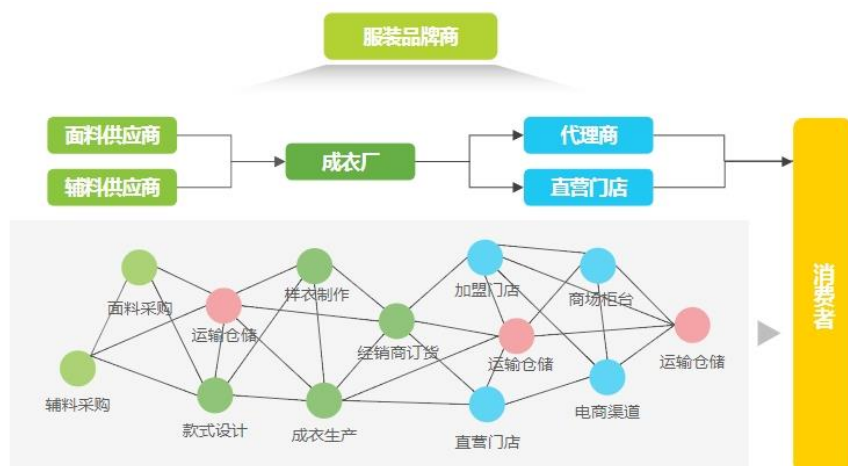 服装品牌商
面料供应商
辅料供应商
成衣厂
代理商
直营门店
消费者
面料采购
运输仓储
样衣制作
经销商订货
加盟门店
商场柜台
运输仓储
运输仓储
辅料采购
款式设计
成衣生产
直营门店
电商渠道